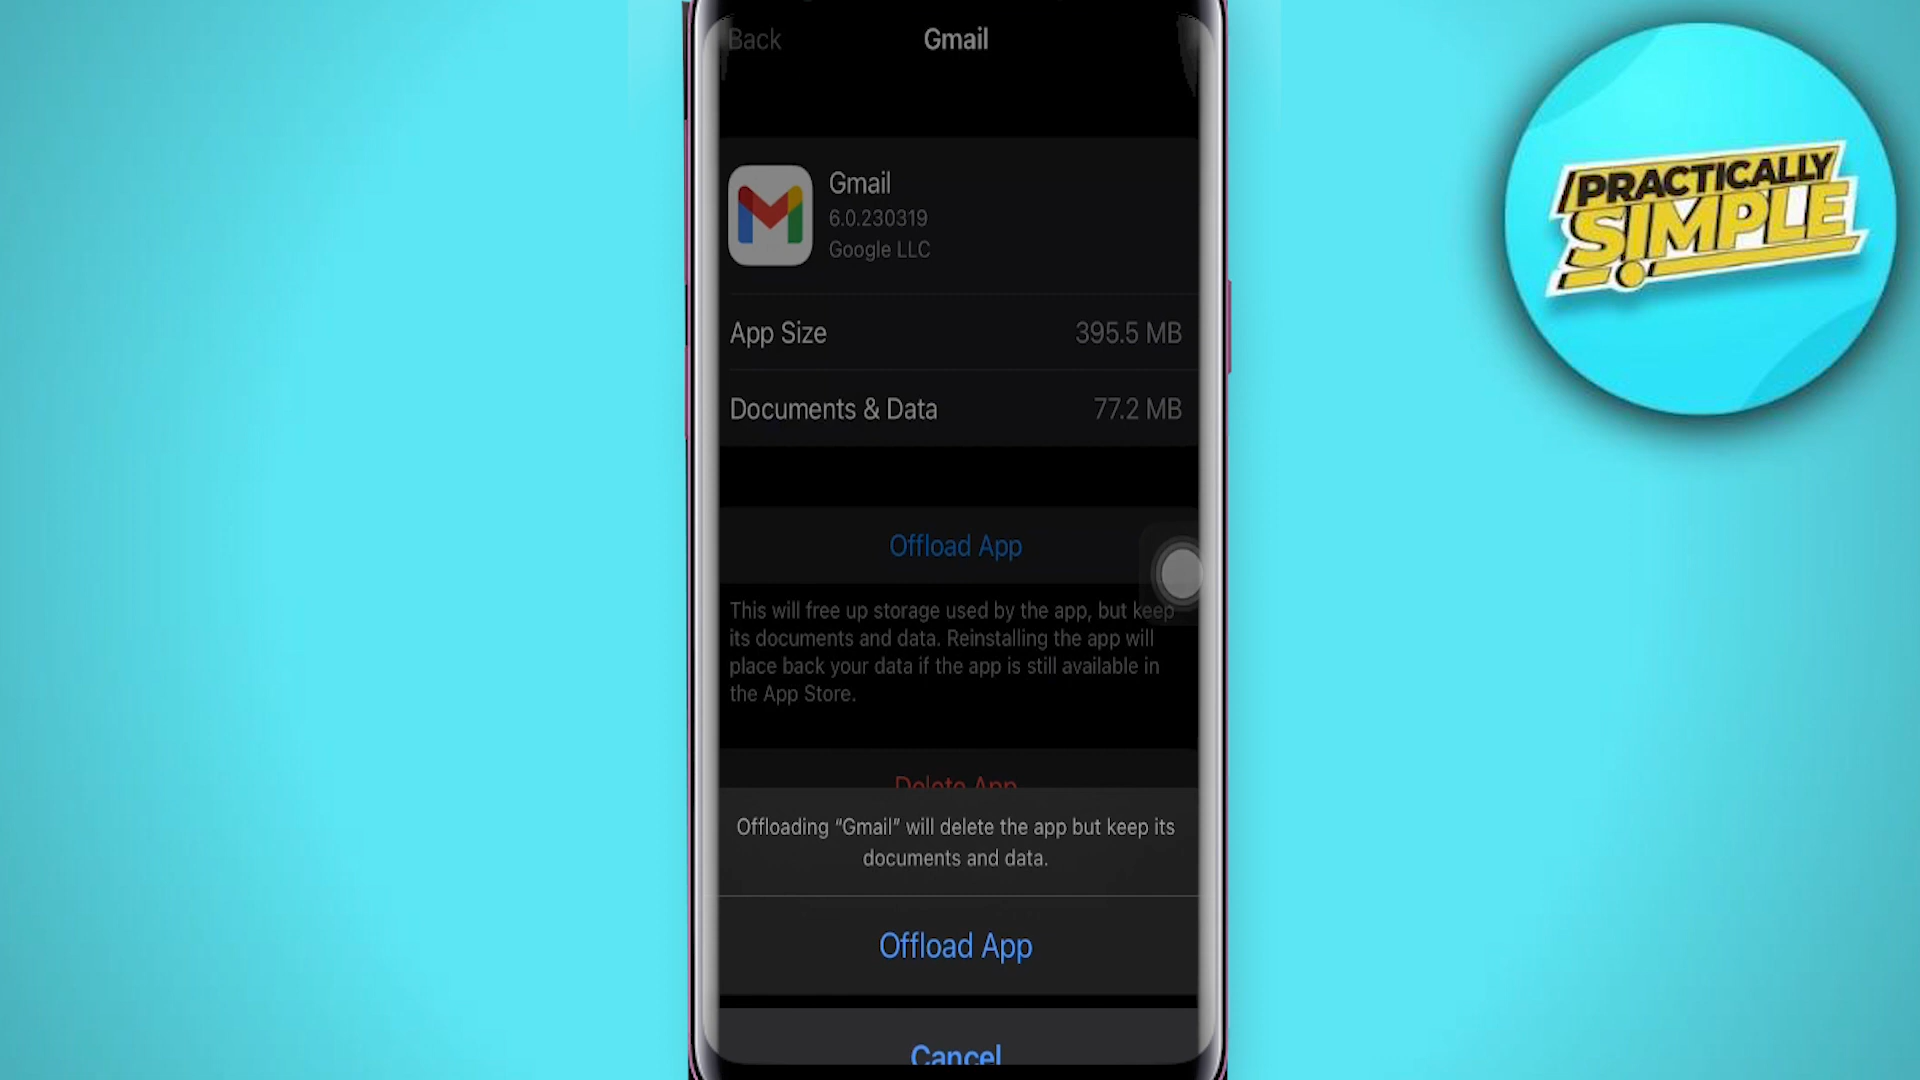 Back
Gmail
Gmail
6.0.230319
Google LLC
App Size
395.5 MB
Documents & Data
77.2 MB
Offload App
This will free up storage used by the app, but keep
its documents and data. Reinstalling the app will
place back your data if the app is still available in
the App Store.
Delete App
Offloading “Gmail” will delete the app but keep its
documents and data.
Offload App
Cancel
PRACTICALLY
SIMPLE